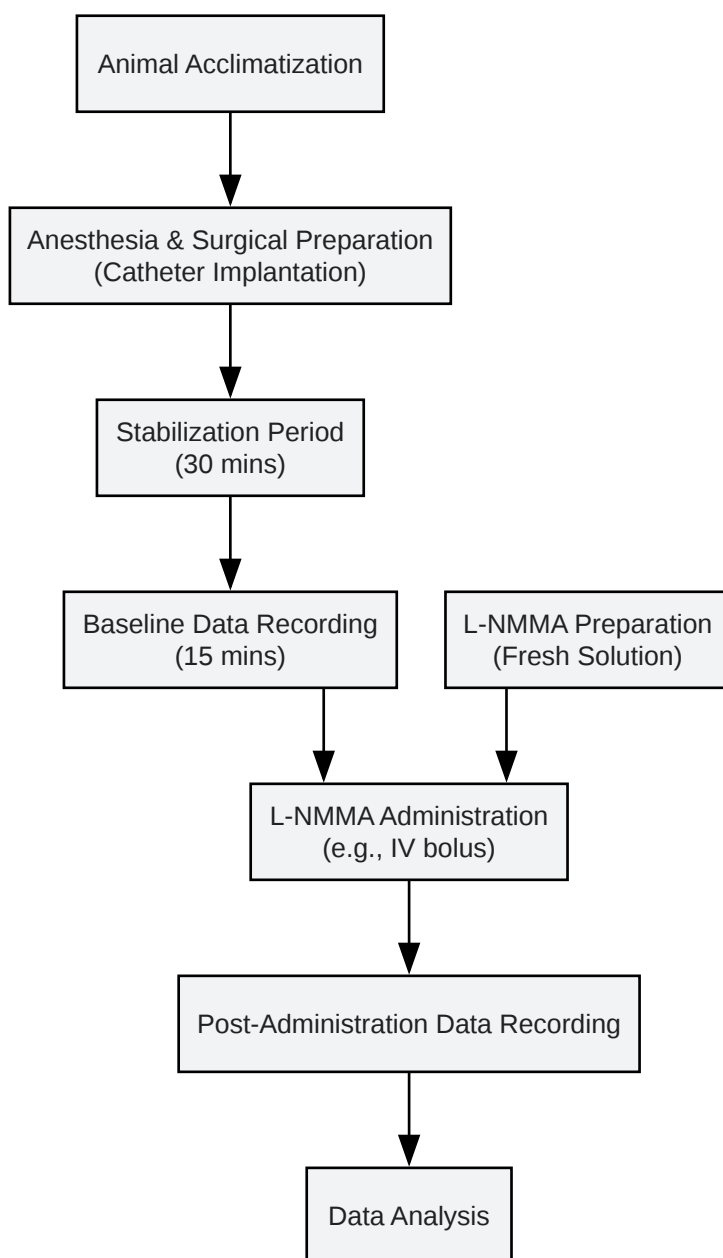 Animal Acclimatization
Anesthesia & Surgical Preparation
(Catheter Implantation)
Stabilization Period
(30 mins)
Baseline Data Recording
(15 mins)
L-NMMA Preparation
(Fresh Solution)
L-NMMA Administration
(e.g., IV bolus)
Post-Administration Data Recording
Data Analysis